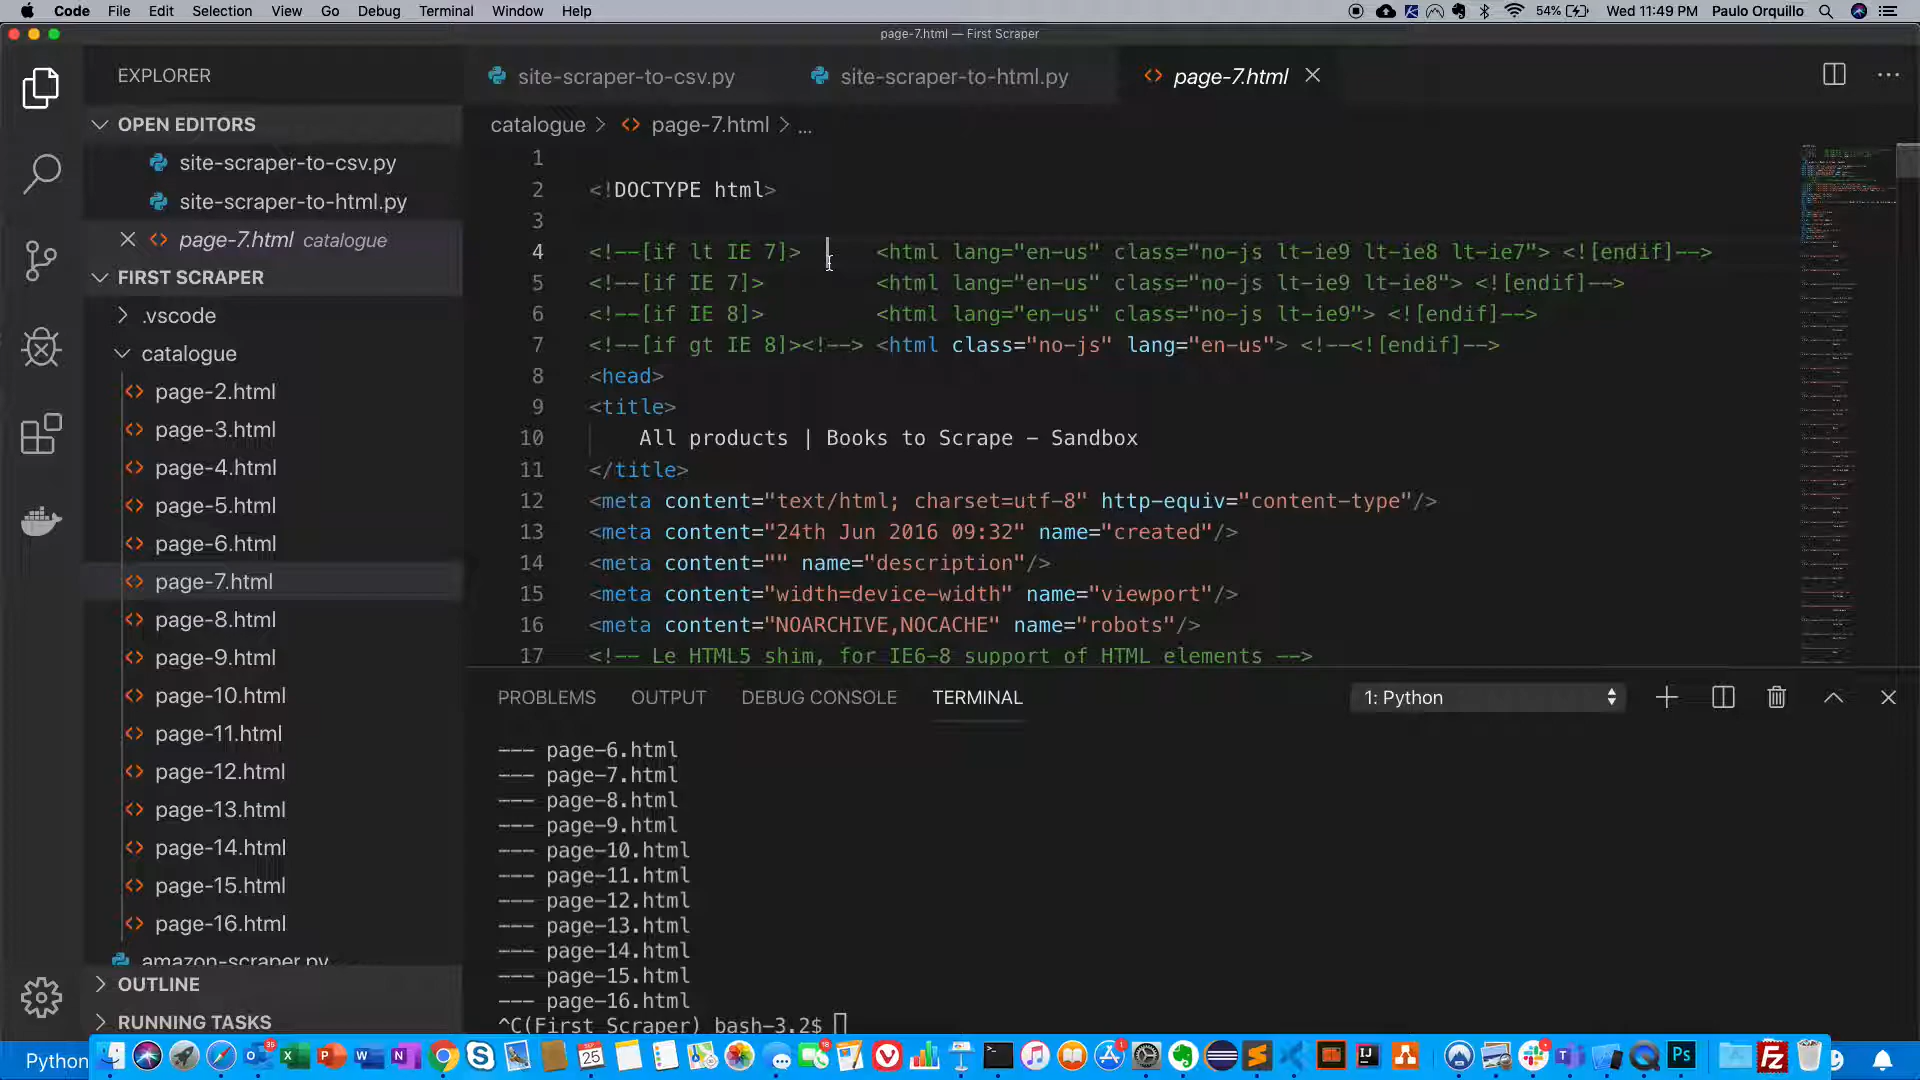 Code File Edit Selection View Go Debug Terminal Window Help 54% Wed 11:49 PM Paulo Orquillo
page-7.html — First Scraper
EXPLORER
OPEN EDITORS
site-scraper-to-csv.py
site-scraper-to-html.py
page-7.html catalogue
FIRST SCRAPER
.vscode
catalogue
page-2.html
page-3.html
page-4.html
page-5.html
page-6.html
page-7.html
page-8.html
page-9.html
page-10.html
page-11.html
page-12.html
page-13.html
page-14.html
page-15.html
page-16.html
amazon-scraper.py
OUTLINE
RUNNING TASKS
site-scraper-to-csv.py site-scraper-to-html.py page-7.html
catalogue > page-7.html > ...
1
2 <!DOCTYPE html>
3
4 <!--[if lt IE 7]> <html lang="en-us" class="no-js lt-ie9 lt-ie8 lt-ie7"> <![endif]-->
5 <!--[if IE 7]> <html lang="en-us" class="no-js lt-ie9 lt-ie8"> <![endif]-->
6 <!--[if IE 8]> <html lang="en-us" class="no-js lt-ie9"> <![endif]-->
7 <!--[if gt IE 8]><!--> <html class="no-js" lang="en-us"> <!--<![endif]-->
8 <head>
9 <title>
10 All products | Books to Scrape - Sandbox
11 </title>
12 <meta content="text/html; charset=utf-8" http-equiv="content-type"/>
13 <meta content="24th Jun 2016 09:32" name="created"/>
14 <meta content="" name="description"/>
15 <meta content="width=device-width" name="viewport"/>
16 <meta content="NOARCHIVE,NOCACHE" name="robots"/>
17 <!-- Le HTML5 shim, for IE6-8 support of HTML elements -->
PROBLEMS OUTPUT DEBUG CONSOLE TERMINAL 1: Python
--- page-6.html
--- page-7.html
--- page-8.html
--- page-9.html
--- page-10.html
--- page-11.html
--- page-12.html
--- page-13.html
--- page-14.html
--- page-15.html
--- page-16.html
^C(First Scraper) bash-3.2$
Python